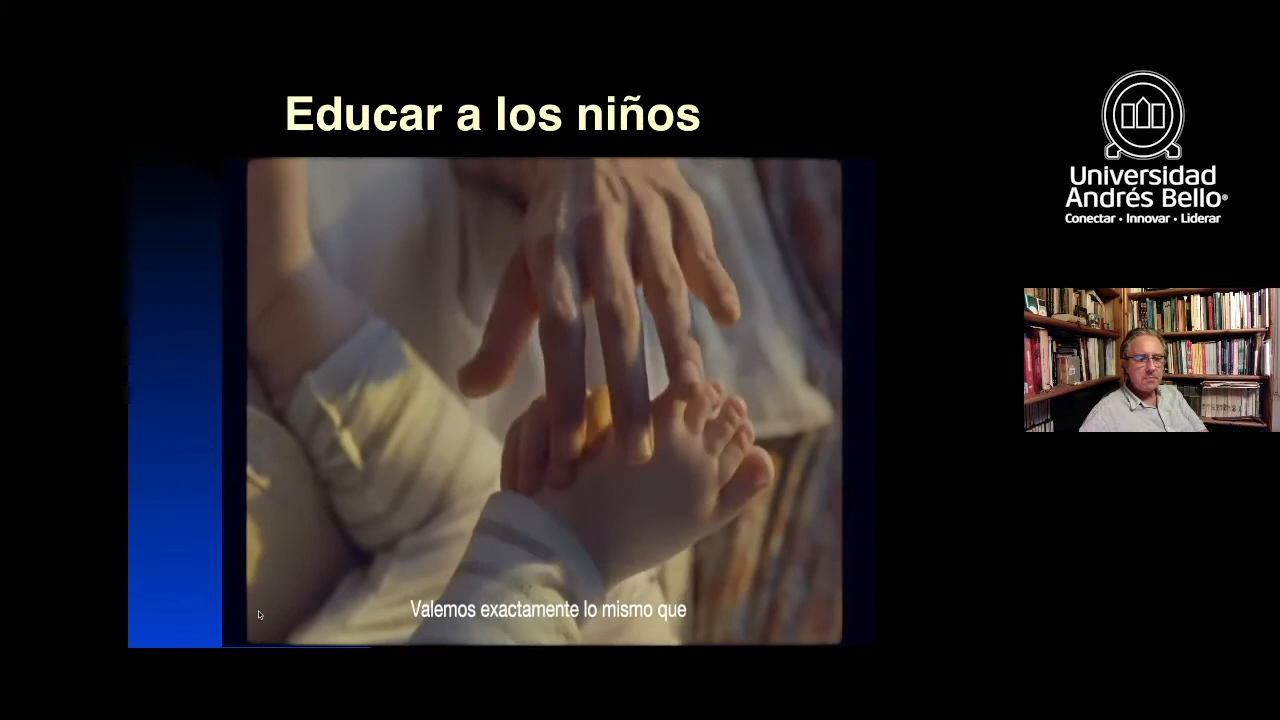 Educar a los niños
Universidad
Andrés Bello®
Conectar • Innovar • Liderar
Valemos exactamente lo mismo que